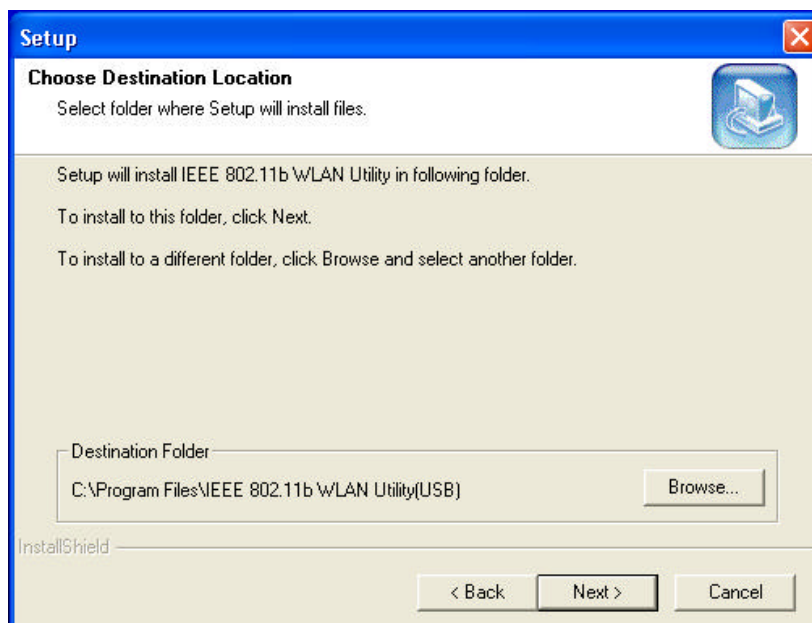 Setup
Choose Destination Location
Select folder where Setup will install files.
Setup will install IEEE 802.11b WLAN Utility in following folder.
To install to this folder, click Next.
To install to a different folder, click Browse and select another folder.
Destination Folder
C:\Program Files\IEEE 802.11b WLAN Utility(USB)
Browse...
InstallShield
< Back
Next >
Cancel